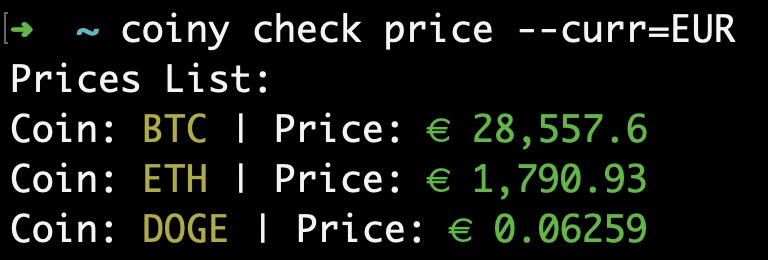 ➜ ~ coiny check price --curr=EUR
Prices List:
Coin: BTC | Price: € 28,557.6
Coin: ETH | Price: € 1,790.93
Coin: DOGE | Price: € 0.06259